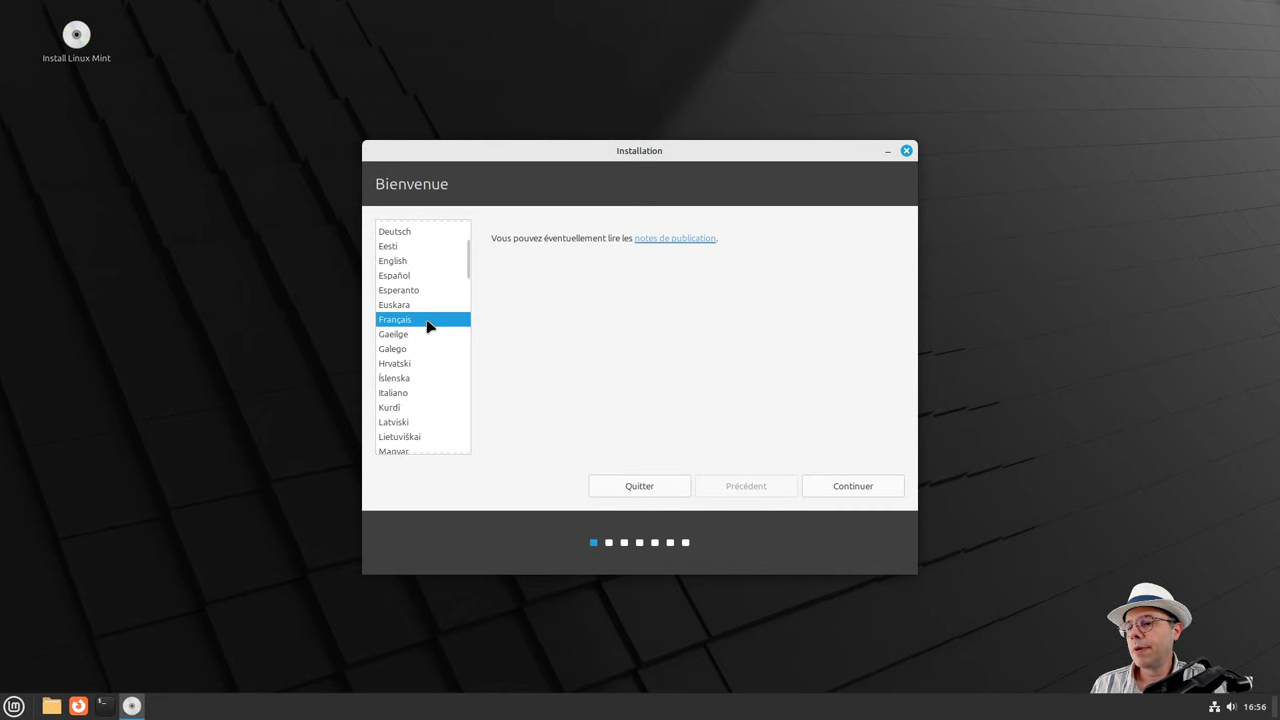 Install Linux Mint
Installation
Bienvenue
Deutsch
Eesti
English
Español
Esperanto
Euskara
Français
Gaeilge
Galego
Hrvatski
Íslenska
Italiano
Kurdî
Latviski
Lietuviškai
Magyar
Vous pouvez éventuellement lire les notes de publication.
Quitter
Précédent
Continuer
16:56